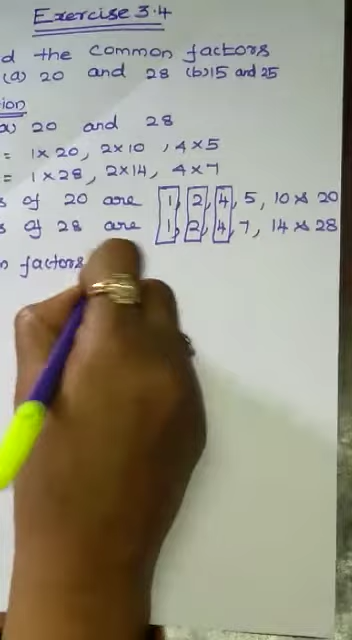 Exercise 3.4
d the common factors
(a) 20 and 28 (b) 15 and 25
ion
a) 20 and 28
= 1×20, 2×10, 4×5
= 1×28, 2×14, 4×7
s of 20 are 1, 2, 4, 5, 10 & 20
s of 28 are 1, 2, 4, 7, 14 & 28
n factors